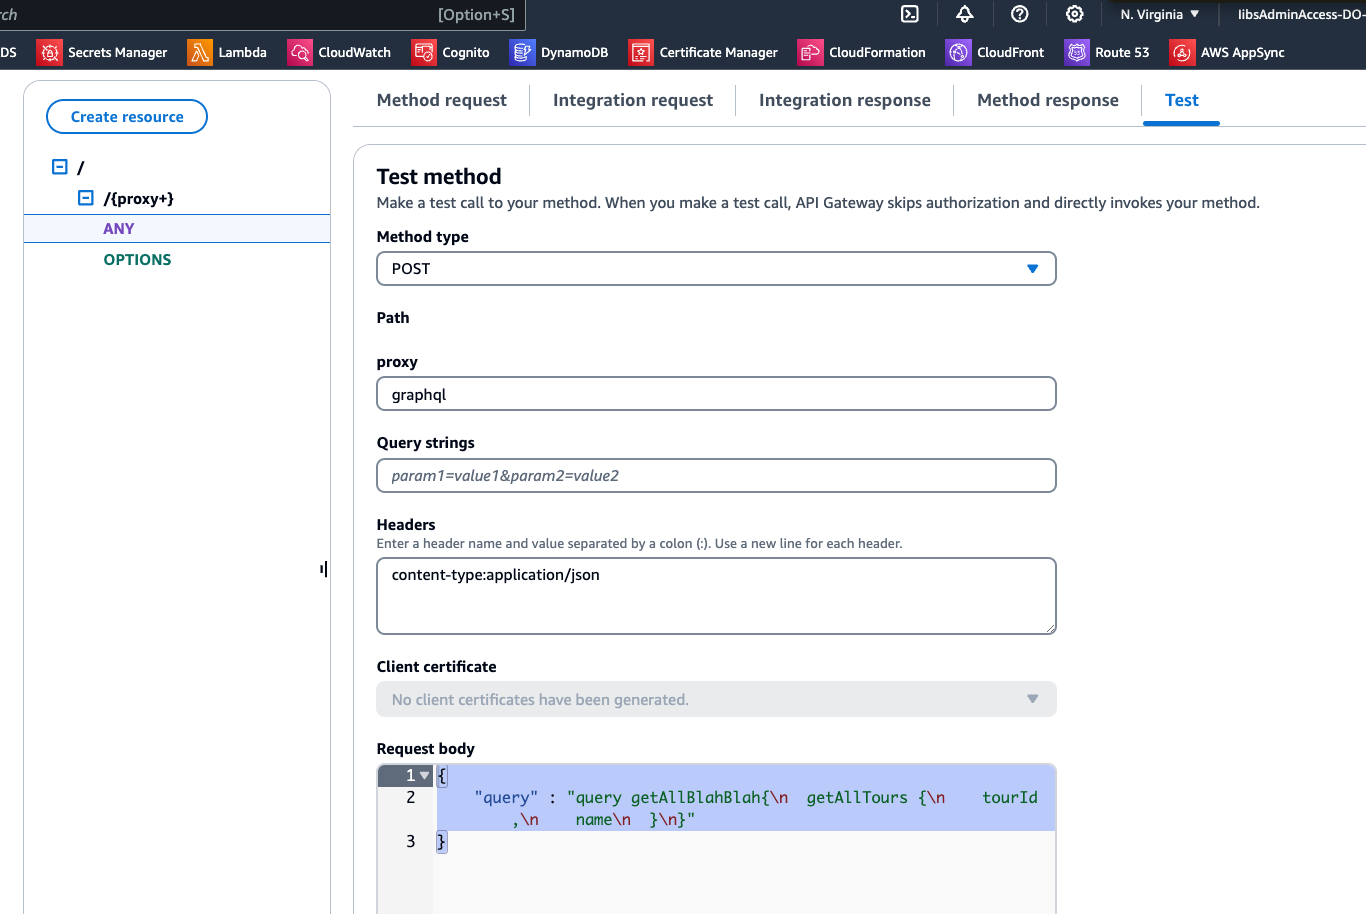 rch
[Option+S]
N. Virginia
libsAdminAccess-DO-
DS
Secrets Manager
Lambda
CloudWatch
Cognito
DynamoDB
Certificate Manager
CloudFormation
CloudFront
Route 53
AWS AppSync
Create resource
/
/{proxy+}
ANY
OPTIONS
Method request
Integration request
Integration response
Method response
Test
Test method
Make a test call to your method. When you make a test call, API Gateway skips authorization and directly invokes your method.
Method type
POST
Path
proxy
graphql
Query strings
param1=value1&param2=value2
Headers
Enter a header name and value separated by a colon (:). Use a new line for each header.
content-type:application/json
Client certificate
No client certificates have been generated.
Request body
1 {
2 "query" : "query getAllBlahBlah{\n  getAllTours {\n    tourId
,\n    name\n  }\n}"
3 }